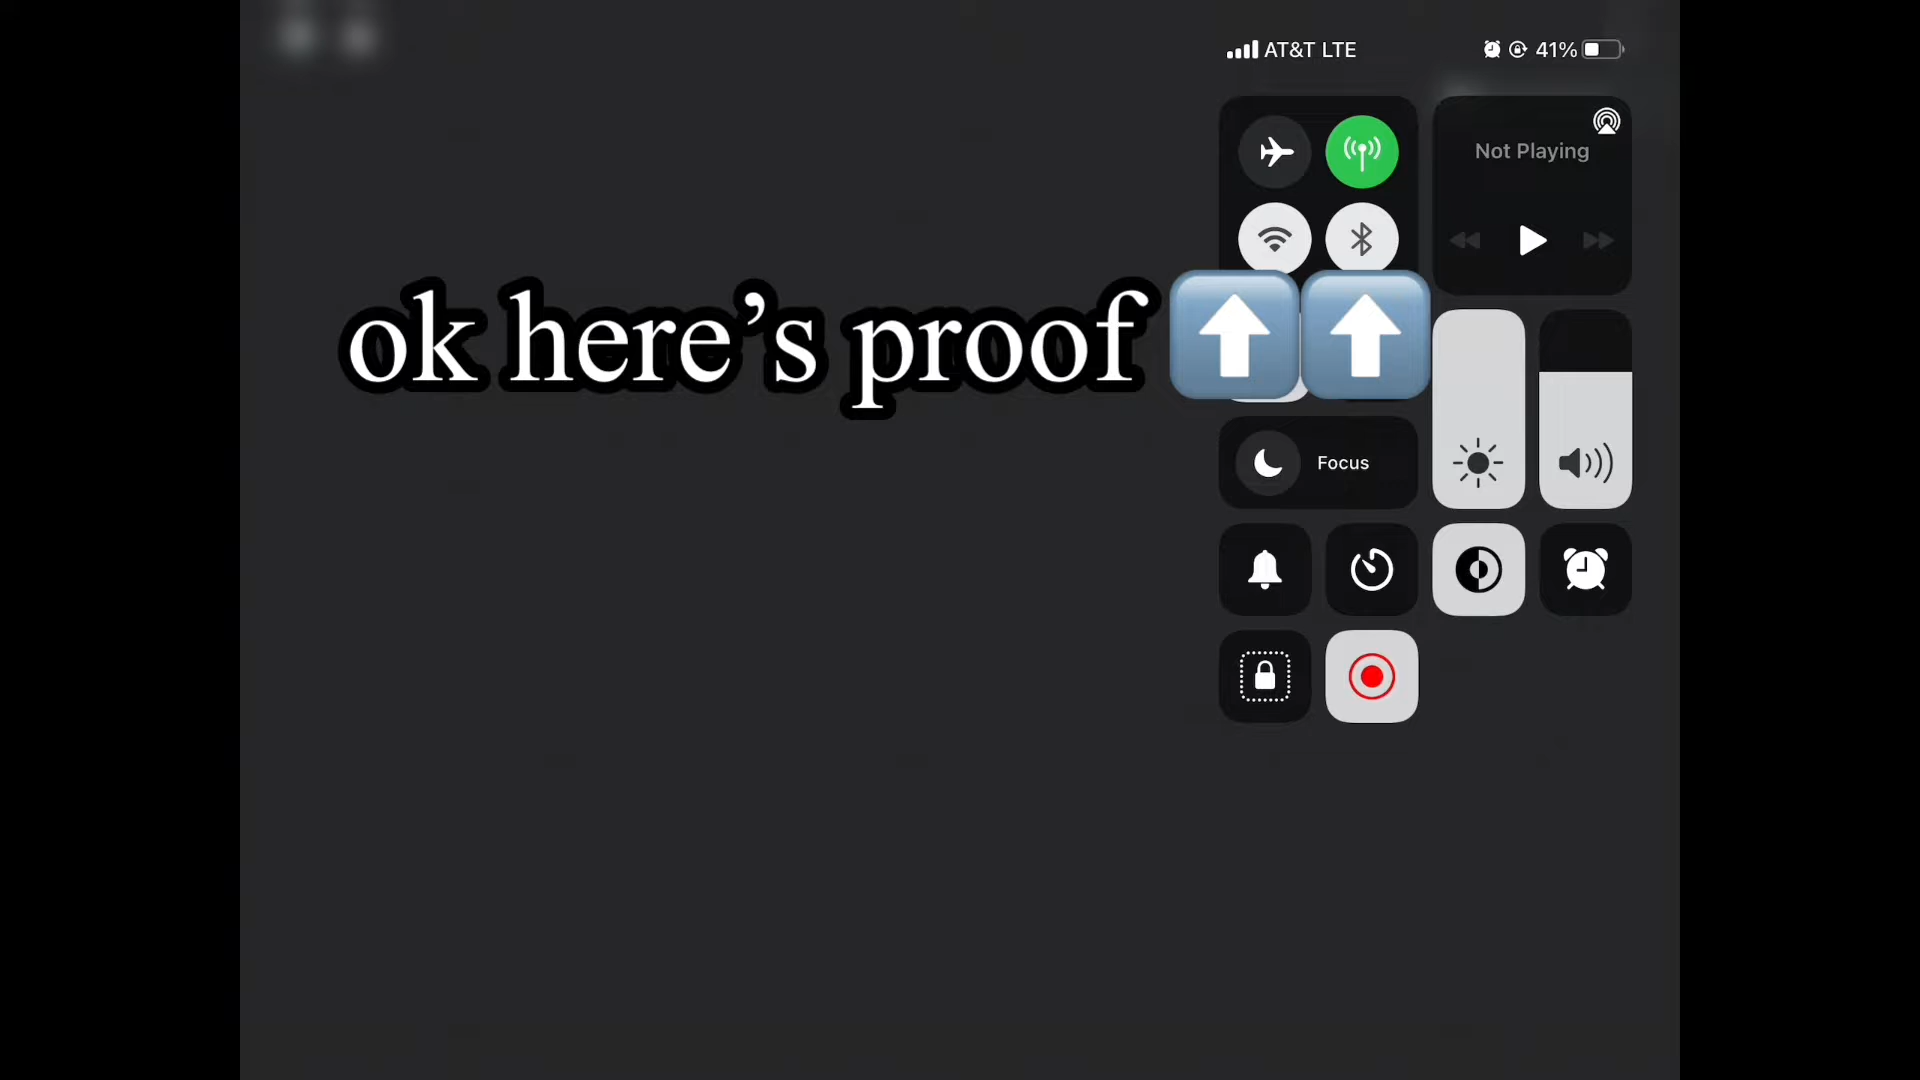 AT&T LTE
41%
Not Playing
ok here’s proof ⬆️⬆️
Focus